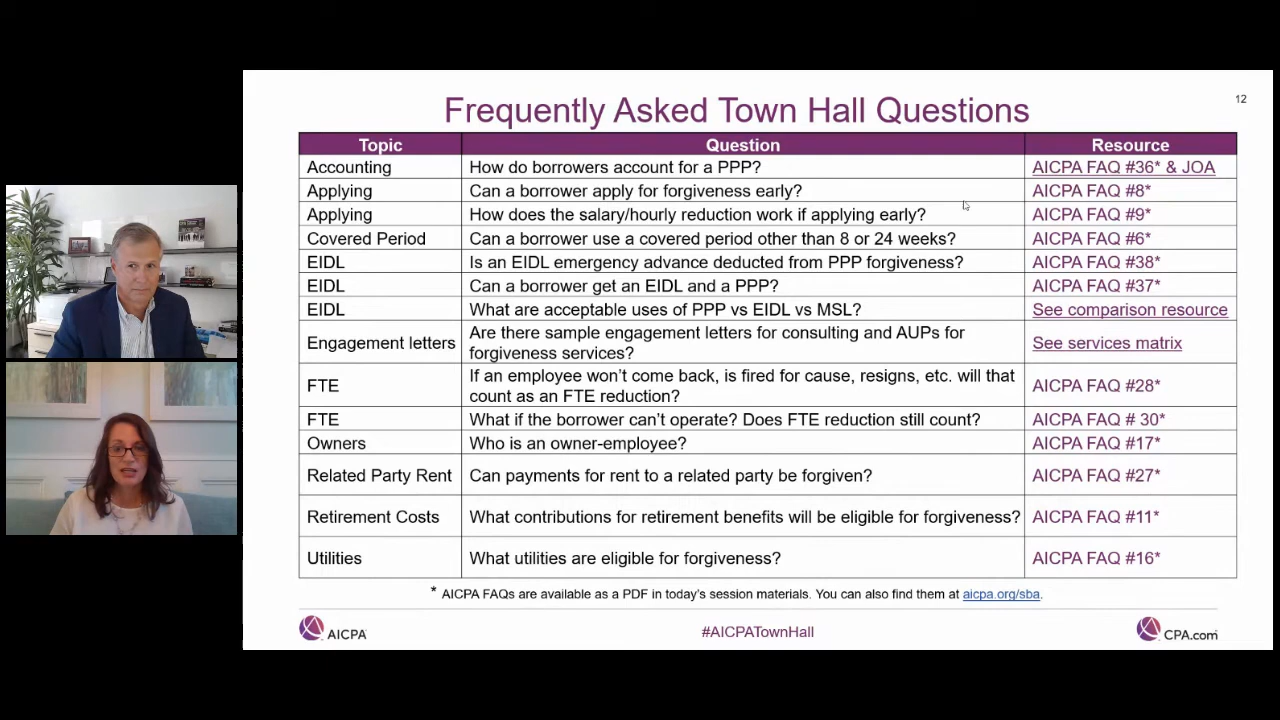 12
Frequently Asked Town Hall Questions
Topic Question Resource
Accounting How do borrowers account for a PPP? AICPA FAQ #36* & JOA
Applying Can a borrower apply for forgiveness early? AICPA FAQ #8*
Applying How does the salary/hourly reduction work if applying early? AICPA FAQ #9*
Covered Period Can a borrower use a covered period other than 8 or 24 weeks? AICPA FAQ #6*
EIDL Is an EIDL emergency advance deducted from PPP forgiveness? AICPA FAQ #38*
EIDL Can a borrower get an EIDL and a PPP? AICPA FAQ #37*
EIDL What are acceptable uses of PPP vs EIDL vs MSL? See comparison resource
Engagement letters Are there sample engagement letters for consulting and AUPs for
forgiveness services? See services matrix
FTE If an employee won't come back, is fired for cause, resigns, etc. will that
count as an FTE reduction? AICPA FAQ #28*
FTE What if the borrower can't operate? Does FTE reduction still count? AICPA FAQ # 30*
Owners Who is an owner-employee? AICPA FAQ #17*
Related Party Rent Can payments for rent to a related party be forgiven? AICPA FAQ #27*
Retirement Costs What contributions for retirement benefits will be eligible for forgiveness? AICPA FAQ #11*
Utilities What utilities are eligible for forgiveness? AICPA FAQ #16*
* AICPA FAQs are available as a PDF in today's session materials. You can also find them at aicpa.org/sba.
AICPA #AICPATownHall CPA.com